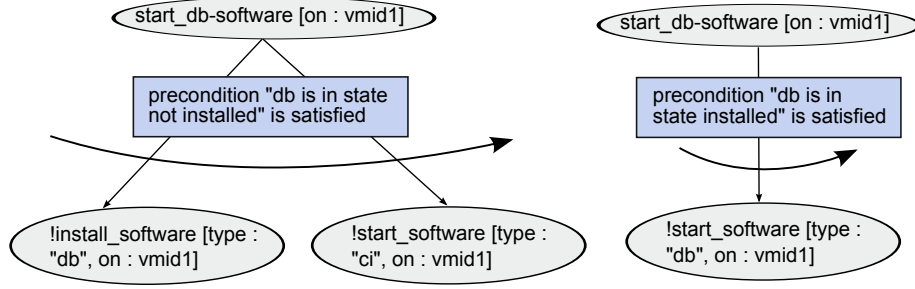 start_db-software [on : vmid1]
precondition "db is in state
not installed" is satisfied
!install_software [type :
"db", on : vmid1]
!start_software [type :
"ci", on : vmid1]
start_db-software [on : vmid1]
precondition "db is in
state installed" is satisfied
!start_software [type :
"db", on : vmid1]